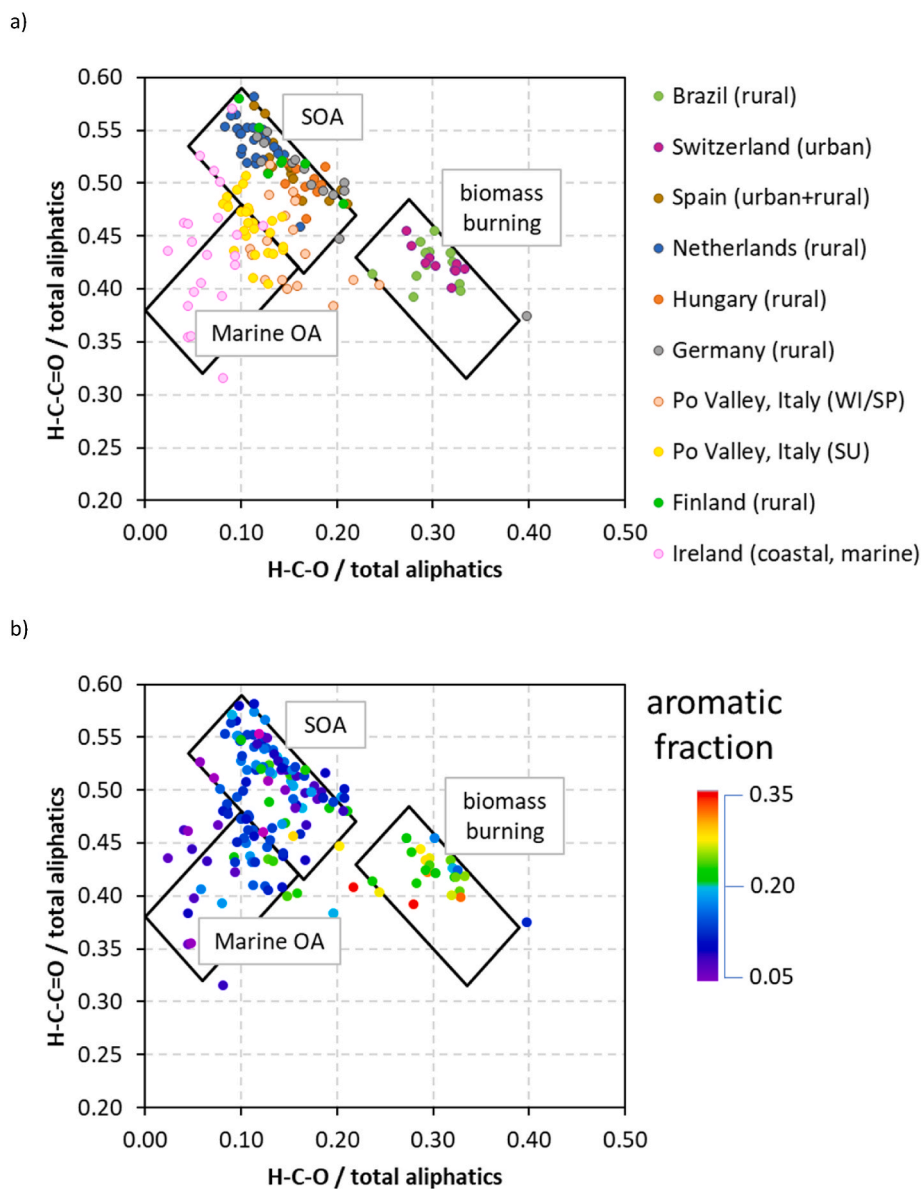 a)
0.60
0.55
0.50
0.45
0.40
0.35
0.30
0.25
0.20
H-C-C=O / total aliphatics
SOA
biomass
burning
Marine OA
0.00 0.10 0.20 0.30 0.40 0.50
H-C-O / total aliphatics
Brazil (rural)
Switzerland (urban)
Spain (urban+rural)
Netherlands (rural)
Hungary (rural)
Germany (rural)
Po Valley, Italy (WI/SP)
Po Valley, Italy (SU)
Finland (rural)
Ireland (coastal, marine)
b)
0.60
0.55
0.50
0.45
0.40
0.35
0.30
0.25
0.20
H-C-C=O / total aliphatics
SOA
biomass
burning
Marine OA
0.00 0.10 0.20 0.30 0.40 0.50
H-C-O / total aliphatics
aromatic
fraction
0.35
0.20
0.05